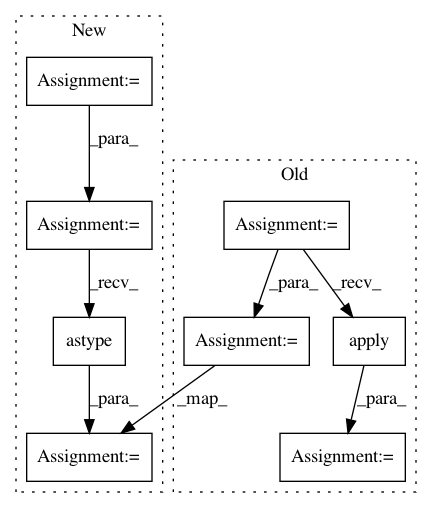 New
Assignment:=
_para_
Old
Assignment:=
Assignment:=
_recv_
_para_
_recv_
astype
Assignment:=
apply
_para_
_map_
_para_
Assignment:=
Assignment:=